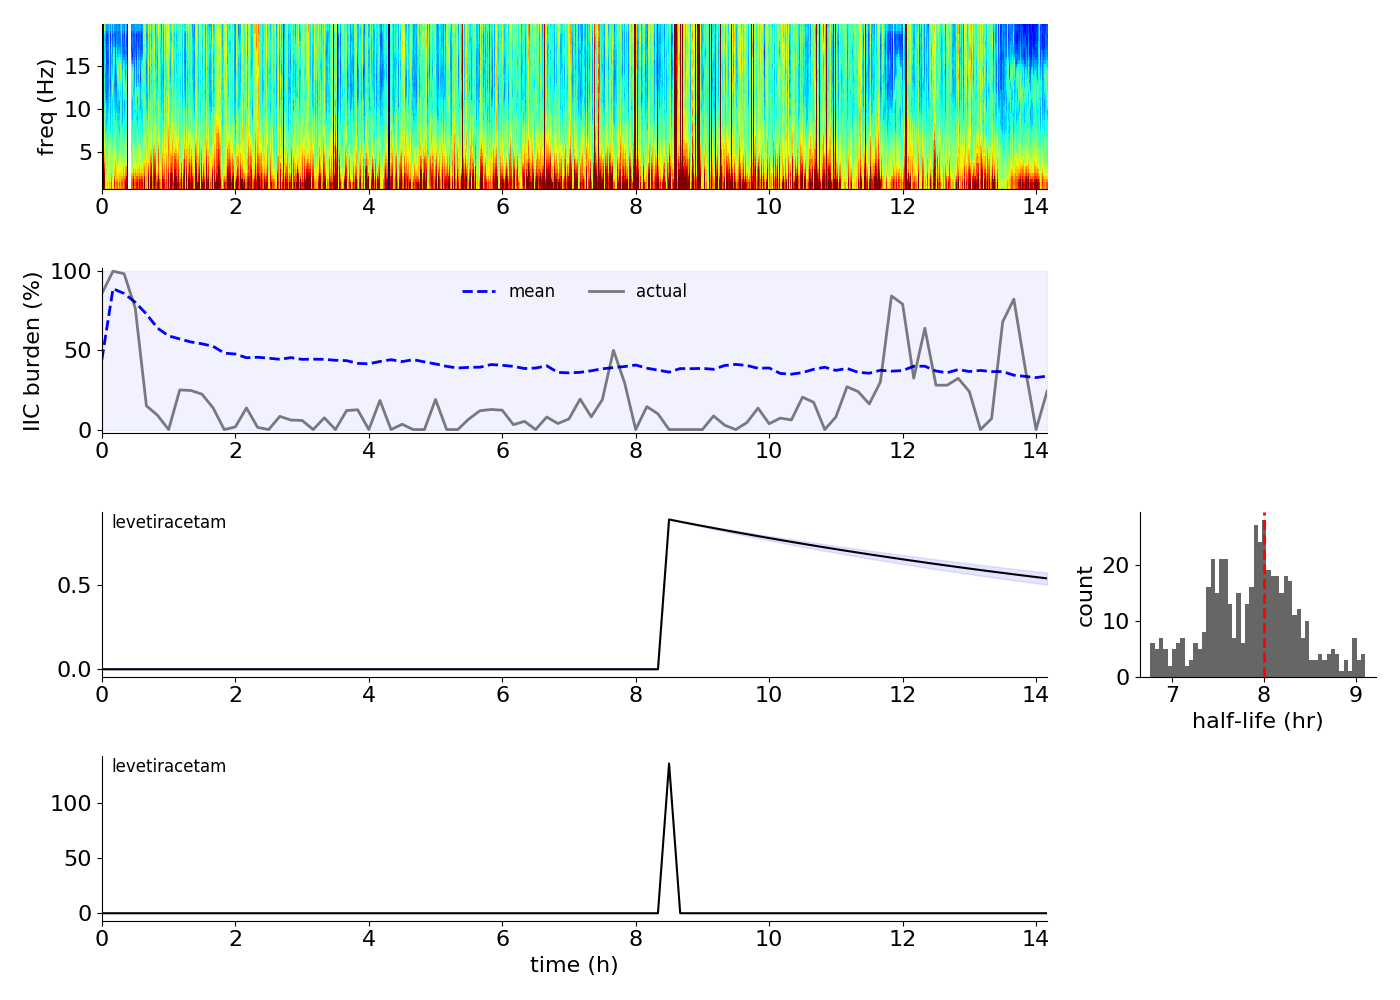 freq (Hz)
15
10
5
0 2 4 6 8 10 12 14
IIC burden (%)
100
50
0
mean actual
0 2 4 6 8 10 12 14
levetiracetam
0.5
0.0
0 2 4 6 8 10 12 14
count
20
10
0
7 8 9
half-life (hr)
levetiracetam
100
50
0
0 2 4 6 8 10 12 14
time (h)